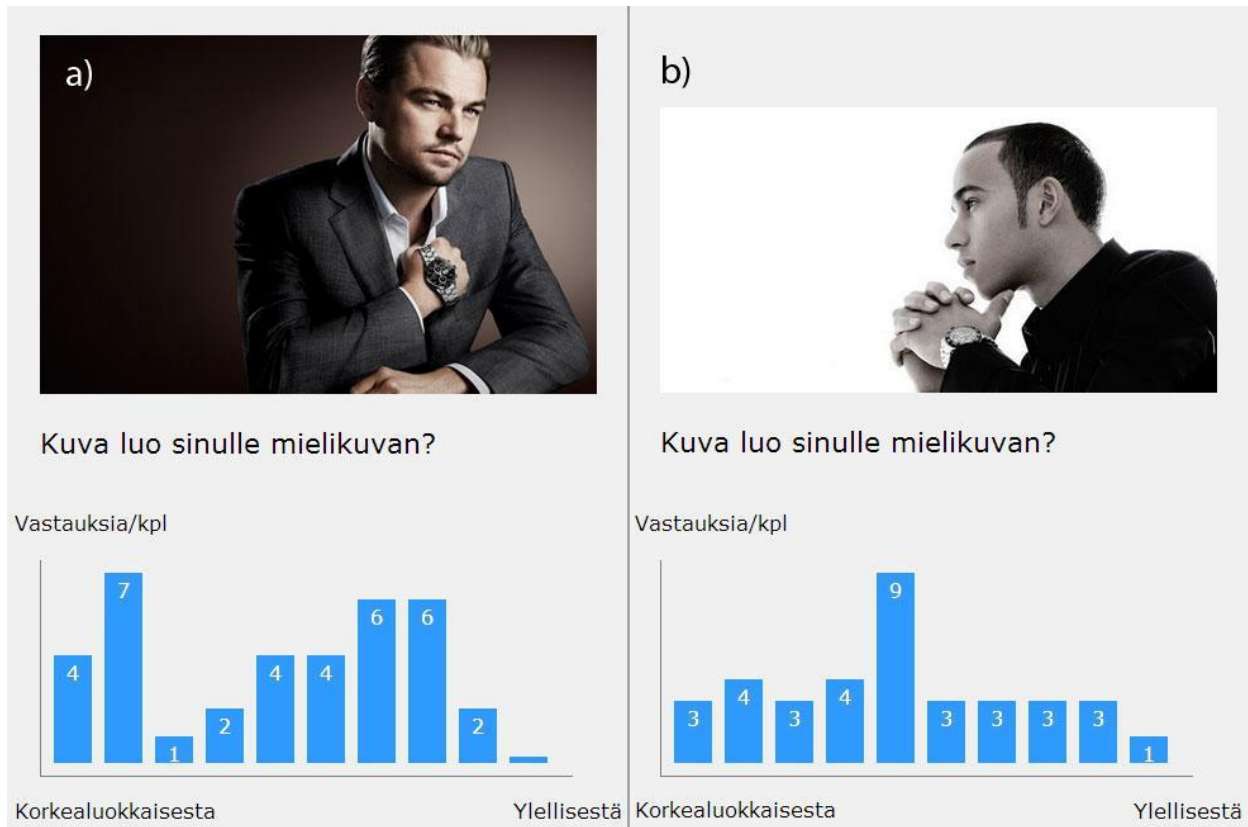 a)
Kuva luo sinulle mielikuvan?
Vastauksia/kpl
4 7 1 2 4 4 6 6 2
Korkealuokkaisesta Ylellisestä
b)
Kuva luo sinulle mielikuvan?
Vastauksia/kpl
3 4 3 4 9 3 3 3 3 1
Korkealuokkaisesta Ylellisestä